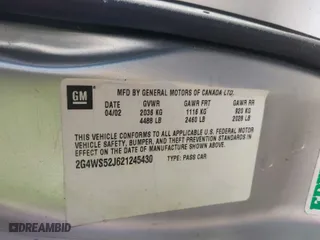 GM
MFD BY GENERAL MOTORS OF CANADA LTD.
DATE GVWR GAWR FRT GAWR RR
04/02 2036 KG 1116 KG 920 KG
4488 LB 2460 LB 2028 LB
THIS VEHICLE CONFORMS TO ALL APPLICABLE U.S. FEDERAL MOTOR
VEHICLE SAFETY, BUMPER, AND THEFT PREVENTION STANDARDS
IN EFFECT ON THE DATE OF MANUFACTURE SHOWN ABOVE.
2G4WS52J621245430 TYPE: PASS CAR
© AUTOBIDMASTER